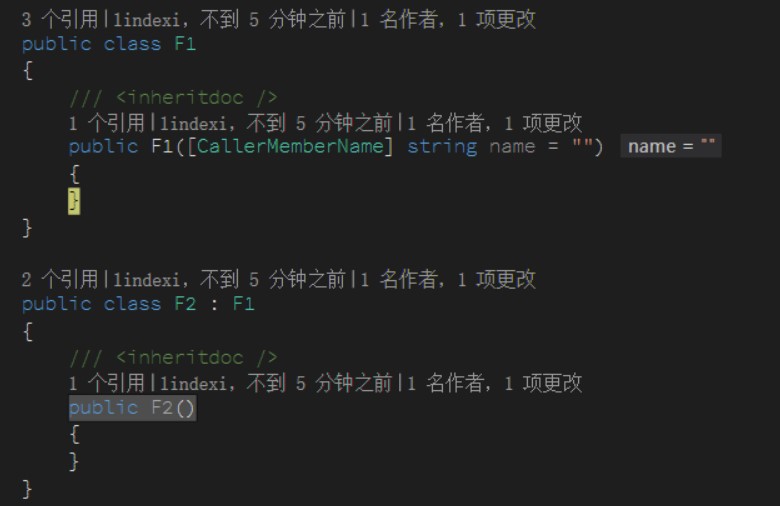 3 个引用|lindexi，不到 5 分钟之前|1 名作者，1 项更改
public class F1
{
    /// <inheritdoc />
    1 个引用|lindexi，不到 5 分钟之前|1 名作者，1 项更改
    public F1([CallerMemberName] string name = "") name = ""
    {
    }
}
2 个引用|lindexi，不到 5 分钟之前|1 名作者，1 项更改
public class F2 : F1
{
    /// <inheritdoc />
    1 个引用|lindexi，不到 5 分钟之前|1 名作者，1 项更改
    public F2()
    {
    }
}